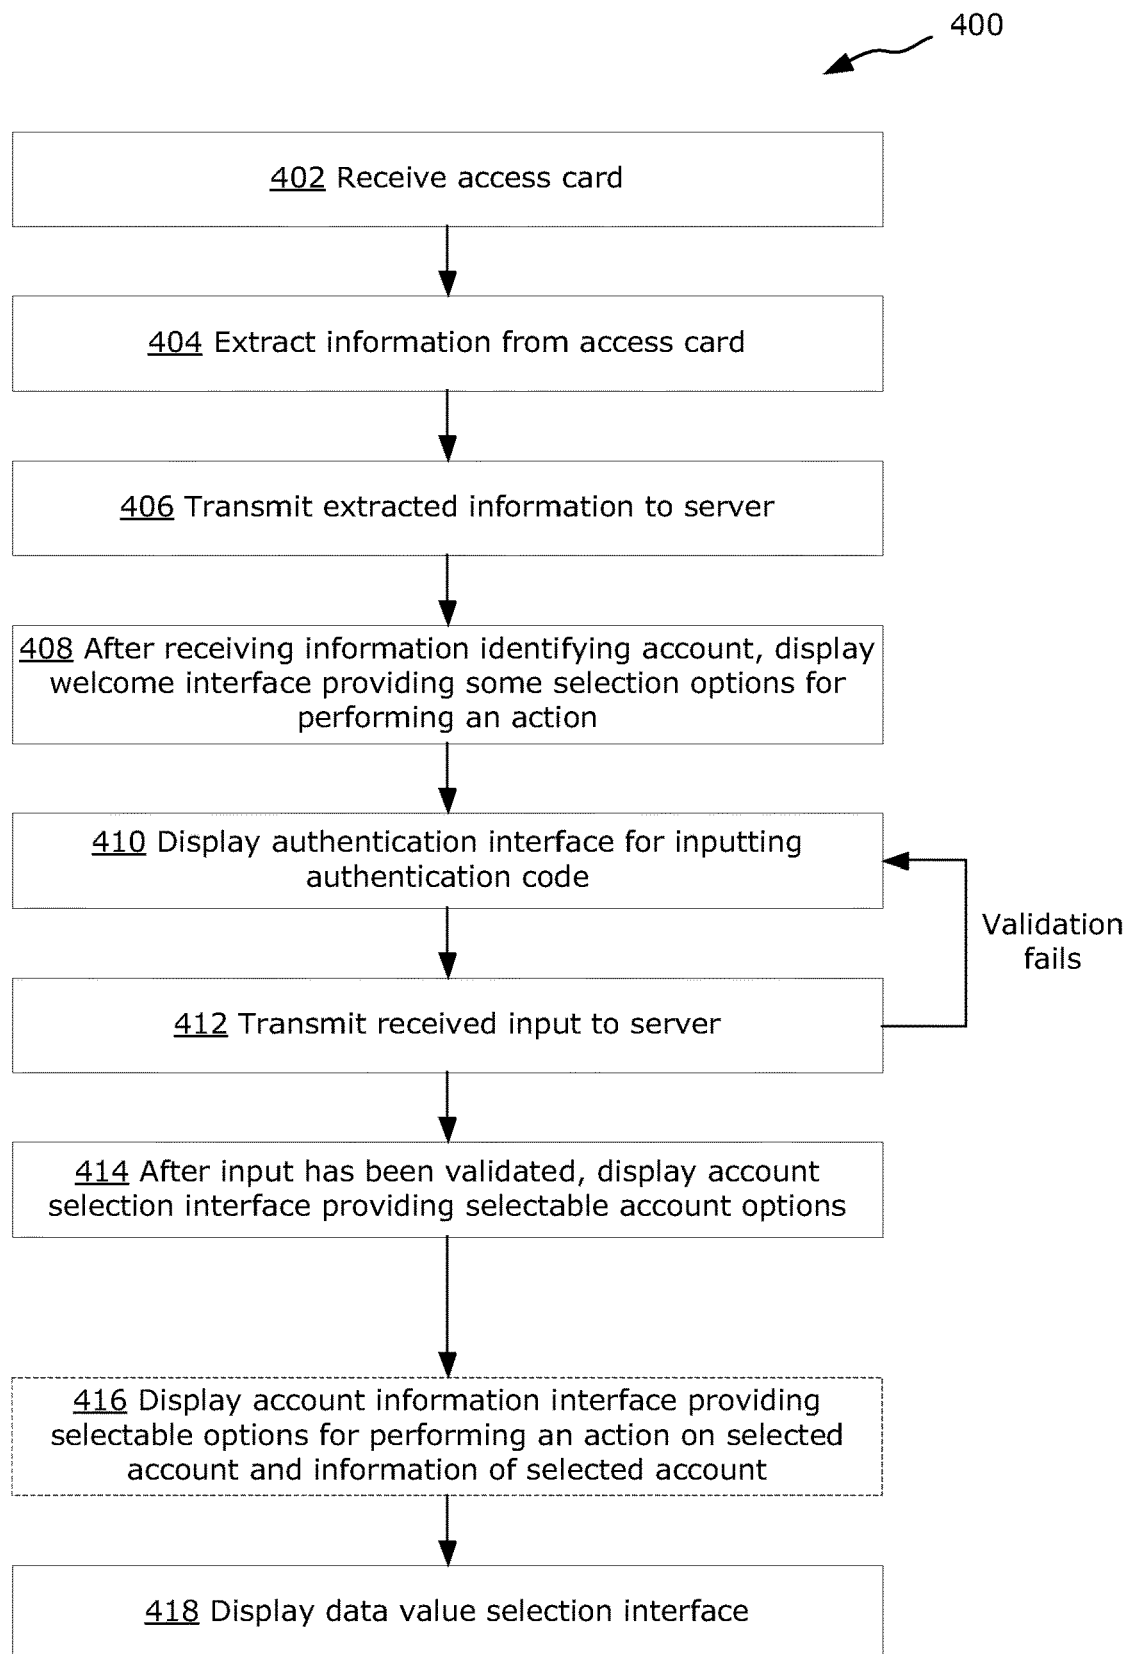 400
402 Receive access card
404 Extract information from access card
406 Transmit extracted information to server
408 After receiving information identifying account, display
welcome interface providing some selection options for
performing an action
410 Display authentication interface for inputting
authentication code
Validation
fails
412 Transmit received input to server
414 After input has been validated, display account
selection interface providing selectable account options
416 Display account information interface providing
selectable options for performing an action on selected
account and information of selected account
418 Display data value selection interface